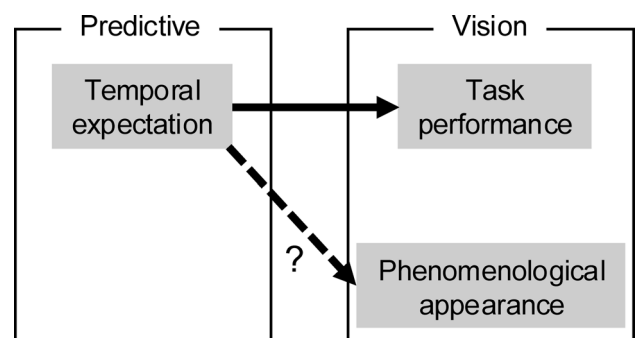 Predictive
Vision
Temporal
expectation
Task
performance
?
Phenomenological
appearance